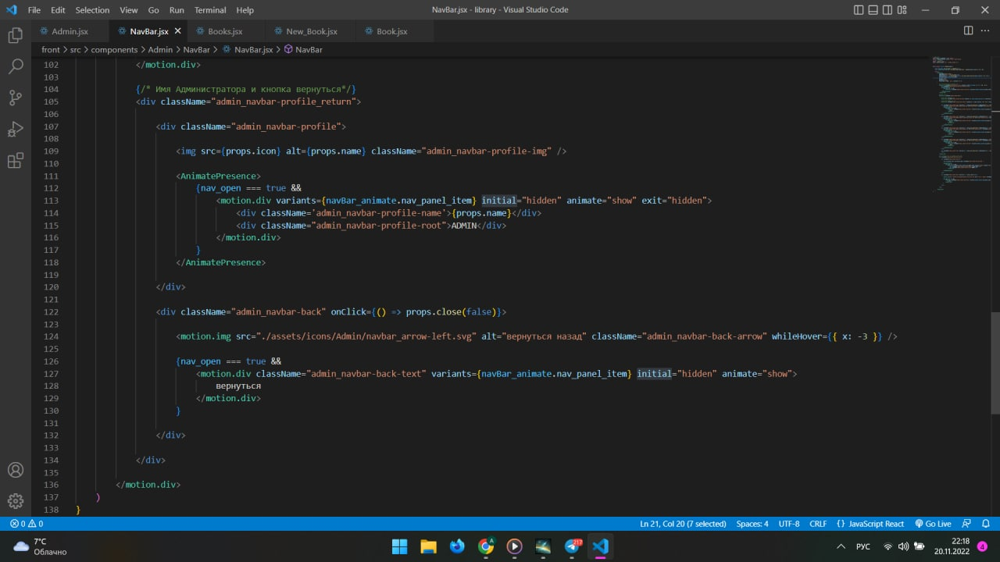 File Edit Selection View Go Run Terminal Help NavBar.jsx - library - Visual Studio Code
Admin.jsx NavBar.jsx Books.jsx New_Book.jsx Book.jsx
front > src > components > Admin > NavBar > NavBar.jsx > NavBar
102 </motion.div>
103
104 {/* Имя Администратора и кнопка вернуться*/}
105 <div className="admin_navbar-profile_return">
106
107 <div className="admin_navbar-profile">
108
109 <img src={props.icon} alt={props.name} className="admin_navbar-profile-img" />
110
111 <AnimatePresence>
112 {nav_open === true &&
113 <motion.div variants={navBar_animate.nav_panel_item} initial="hidden" animate="show" exit="hidden">
114 <div className='admin_navbar-profile-name'>{props.name}</div>
115 <div className="admin_navbar-profile-root">ADMIN</div>
116 </motion.div>
117 }
118 </AnimatePresence>
119
120 </div>
121
122 <div className="admin_navbar-back" onClick={() => props.close(false)}>
123
124 <motion.img src="./assets/icons/Admin/navbar_arrow-left.svg" alt="вернуться назад" className="admin_navbar-back-arrow" whileHover={{ x: -3 }} />
125
126 {nav_open === true &&
127 <motion.div className="admin_navbar-back-text" variants={navBar_animate.nav_panel_item} initial="hidden" animate="show">
128 вернуться
129 </motion.div>
130 }
131
132 </div>
133
134 </div>
135
136 </motion.div>
137 )
138 }
0 0 Ln 21, Col 20 (7 selected) Spaces: 4 UTF-8 CRLF {} JavaScript React Go Live
7°C
Облачно
217
РУС
22:18
20.11.2022
4